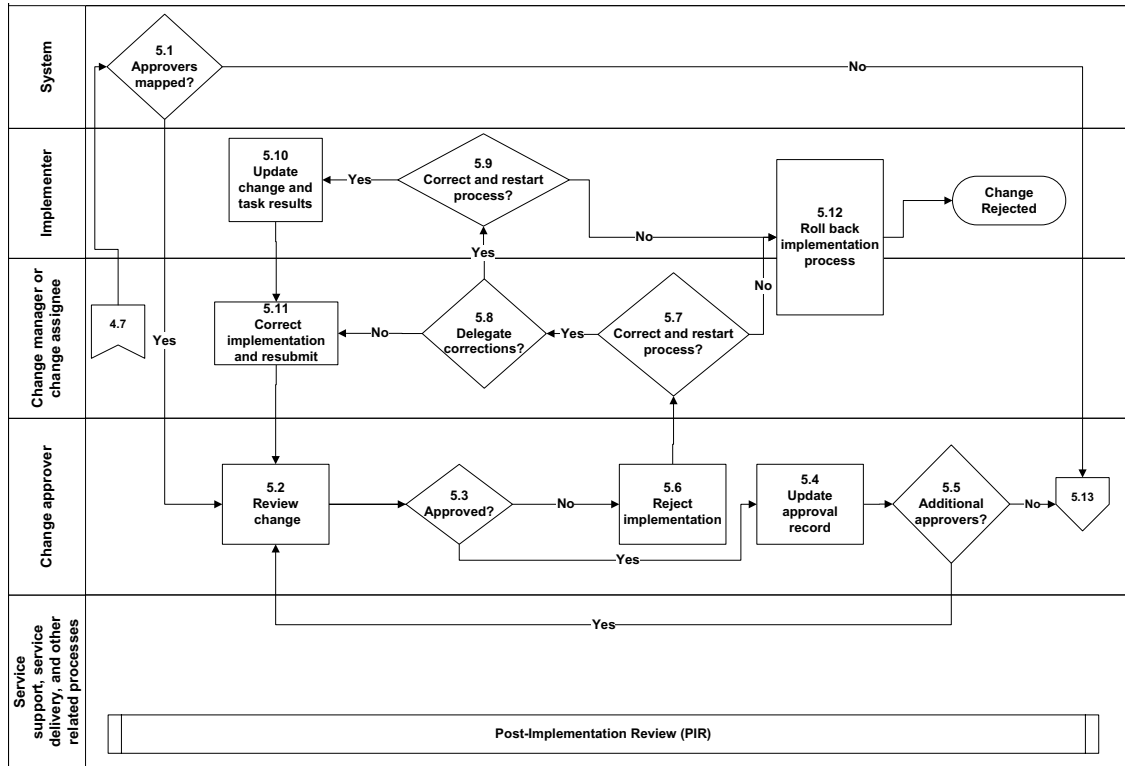 System
5.1
Approvers
mapped?
No
Implementer
5.10
Update
change and
task results
Yes
5.9
Correct and restart
process?
No
5.12
Roll back
implementation
process
Change
Rejected
Yes
Change manager or
change assignee
4.7
Yes
5.11
Correct
implementation
and resubmit
No
5.8
Delegate
corrections?
Yes
5.7
Correct and restart
process?
No
Change approver
5.2
Review
change
5.3
Approved?
No
5.6
Reject
implementation
Yes
5.4
Update
approval
record
5.5
Additional
approvers?
No
5.13
Yes
Service
support, service
delivery, and other
related processes
Post-Implementation Review (PIR)